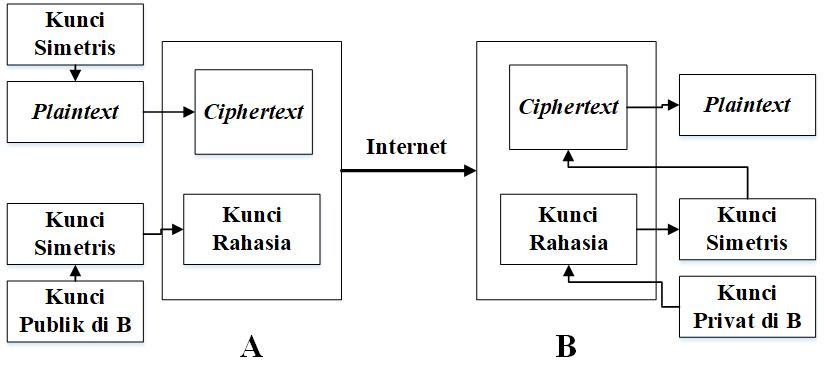 Kunci
Simetris
Plaintext
Ciphertext
Kunci
Simetris
Kunci
Rahasia
Kunci
Publik di B
A
Internet
Ciphertext
Plaintext
Kunci
Rahasia
Kunci
Simetris
Kunci
Privat di B
B